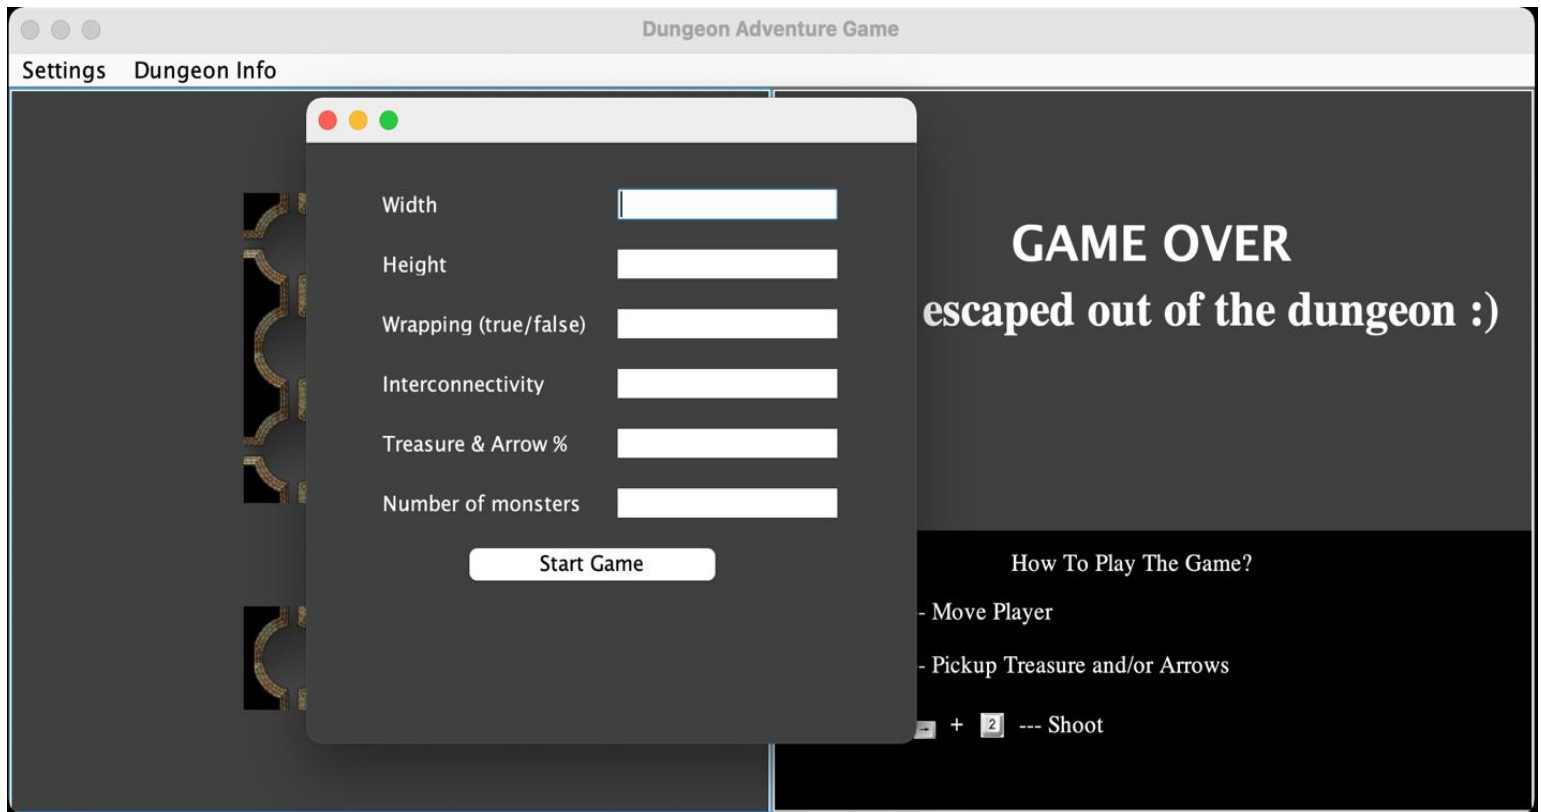 Dungeon Adventure Game
Settings Dungeon Info
Width
Height
Wrapping (true/false)
Interconnectivity
Treasure & Arrow %
Number of monsters
Start Game
GAME OVER
escaped out of the dungeon :)
How To Play The Game?
- Move Player
- Pickup Treasure and/or Arrows
→ + 2 --- Shoot